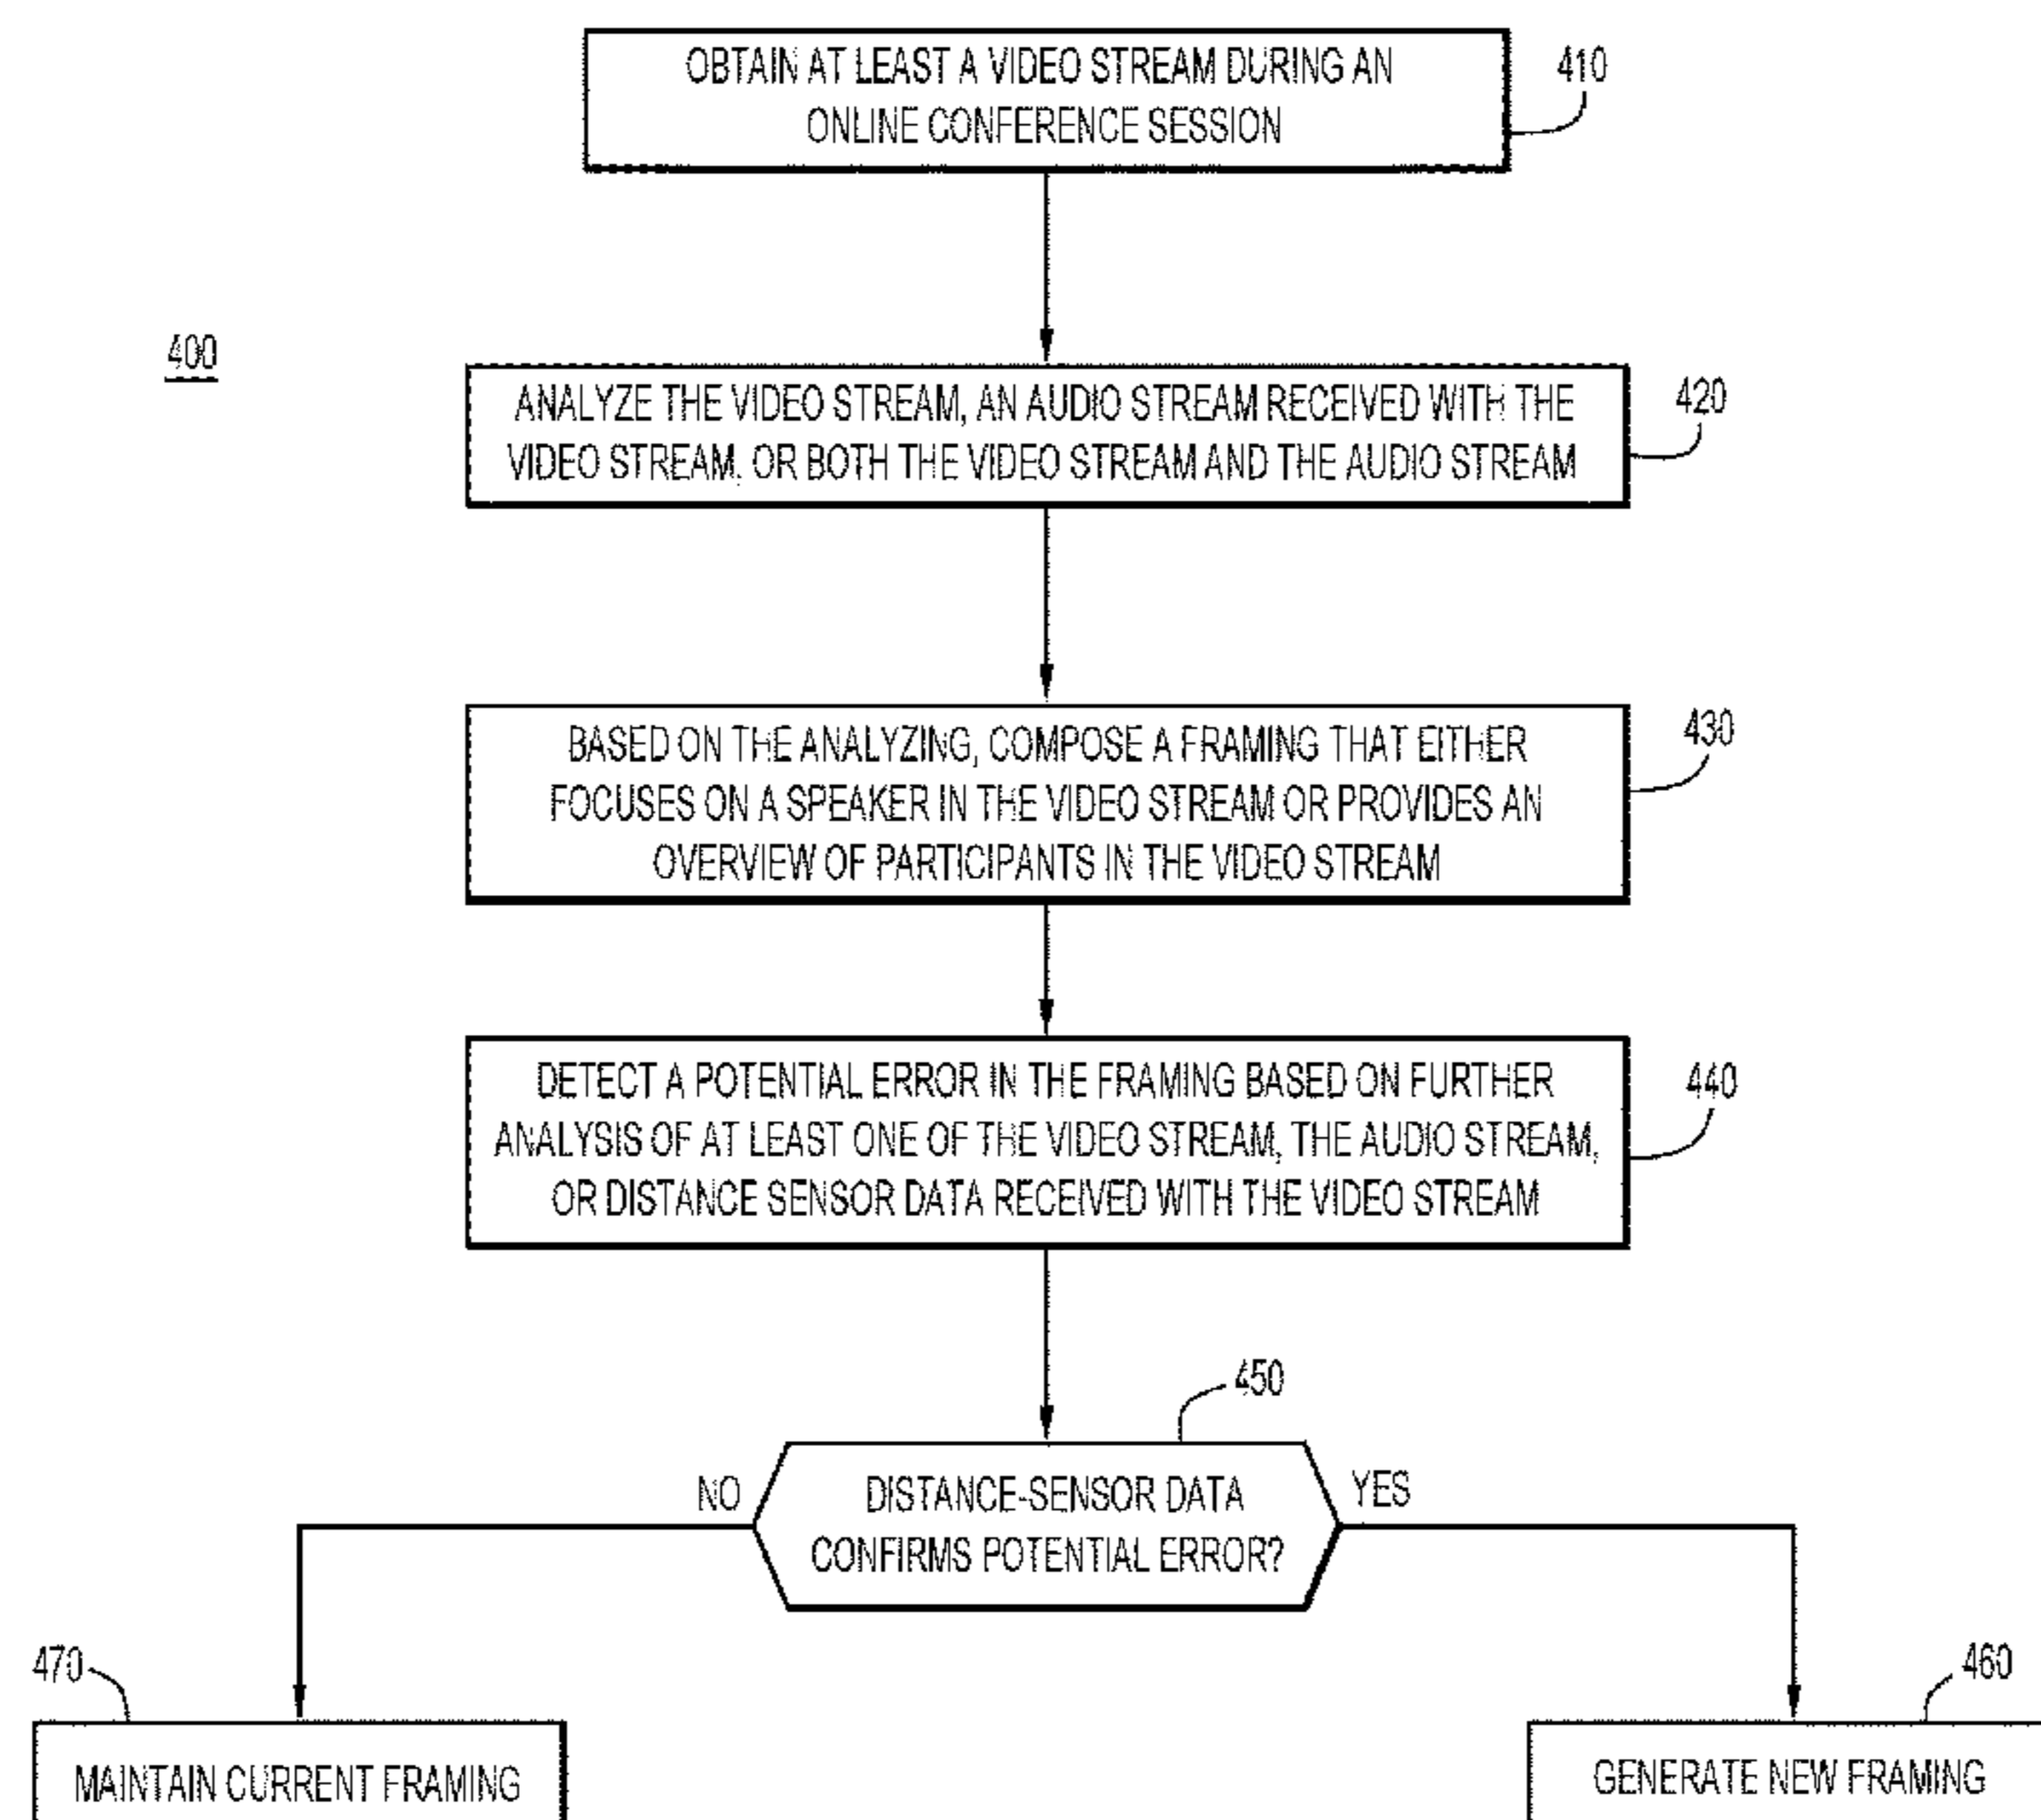 OBTAIN AT LEAST A VIDEO STREAM DURING AN
ONLINE CONFERENCE SESSION
410
400
ANALYZE THE VIDEO STREAM, AN AUDIO STREAM RECEIVED WITH THE
VIDEO STREAM, OR BOTH THE VIDEO STREAM AND THE AUDIO STREAM
420
BASED ON THE ANALYZING, COMPOSE A FRAMING THAT EITHER
FOCUSES ON A SPEAKER IN THE VIDEO STREAM OR PROVIDES AN
OVERVIEW OF PARTICIPANTS IN THE VIDEO STREAM
430
DETECT A POTENTIAL ERROR IN THE FRAMING BASED ON FURTHER
ANALYSIS OF AT LEAST ONE OF THE VIDEO STREAM, THE AUDIO STREAM,
OR DISTANCE SENSOR DATA RECEIVED WITH THE VIDEO STREAM
440
450
NO
DISTANCE-SENSOR DATA
CONFIRMS POTENTIAL ERROR?
YES
470
460
MAINTAIN CURRENT FRAMING
GENERATE NEW FRAMING